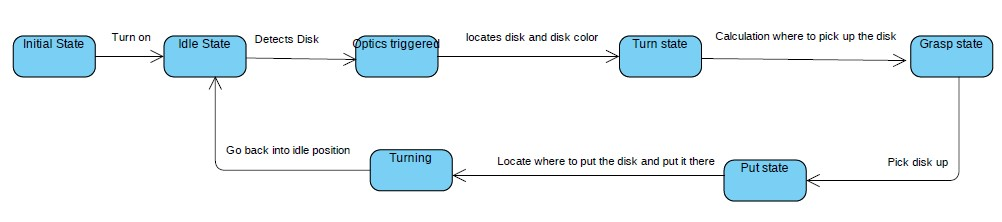 Initial State
Turn on
Idle State
Detects Disk
Optics triggered
locates disk and disk color
Turn state
Calculation where to pick up the disk
Grasp state
Go back into idle position
Turning
Locate where to put the disk and put it there
Put state
Pick disk up